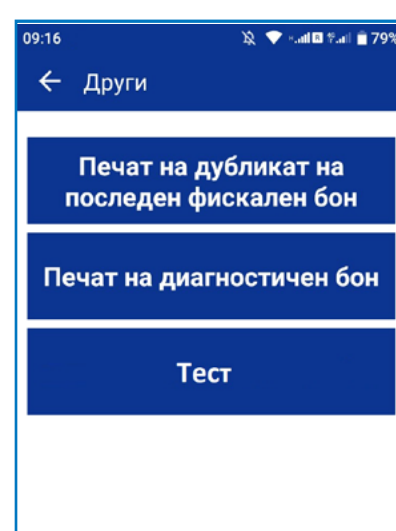 09:16 79%
← Други
Печат на дубликат на
последен фискален бон
Печат на диагностичен бон
Тест